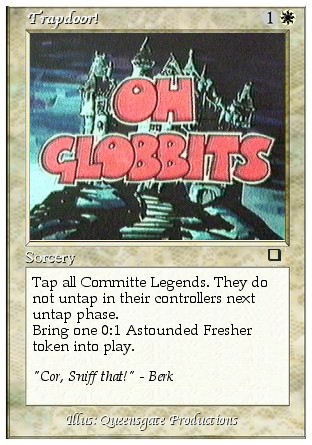 Trapdoor!
1
OH
GLOBBITS
Sorcery
Tap all Committe Legends. They do
not untap in their controllers next
untap phase.
Bring one 0:1 Astounded Fresher
token into play.
"Cor, Sniff that!" - Berk
Illus: Queensgate Productions